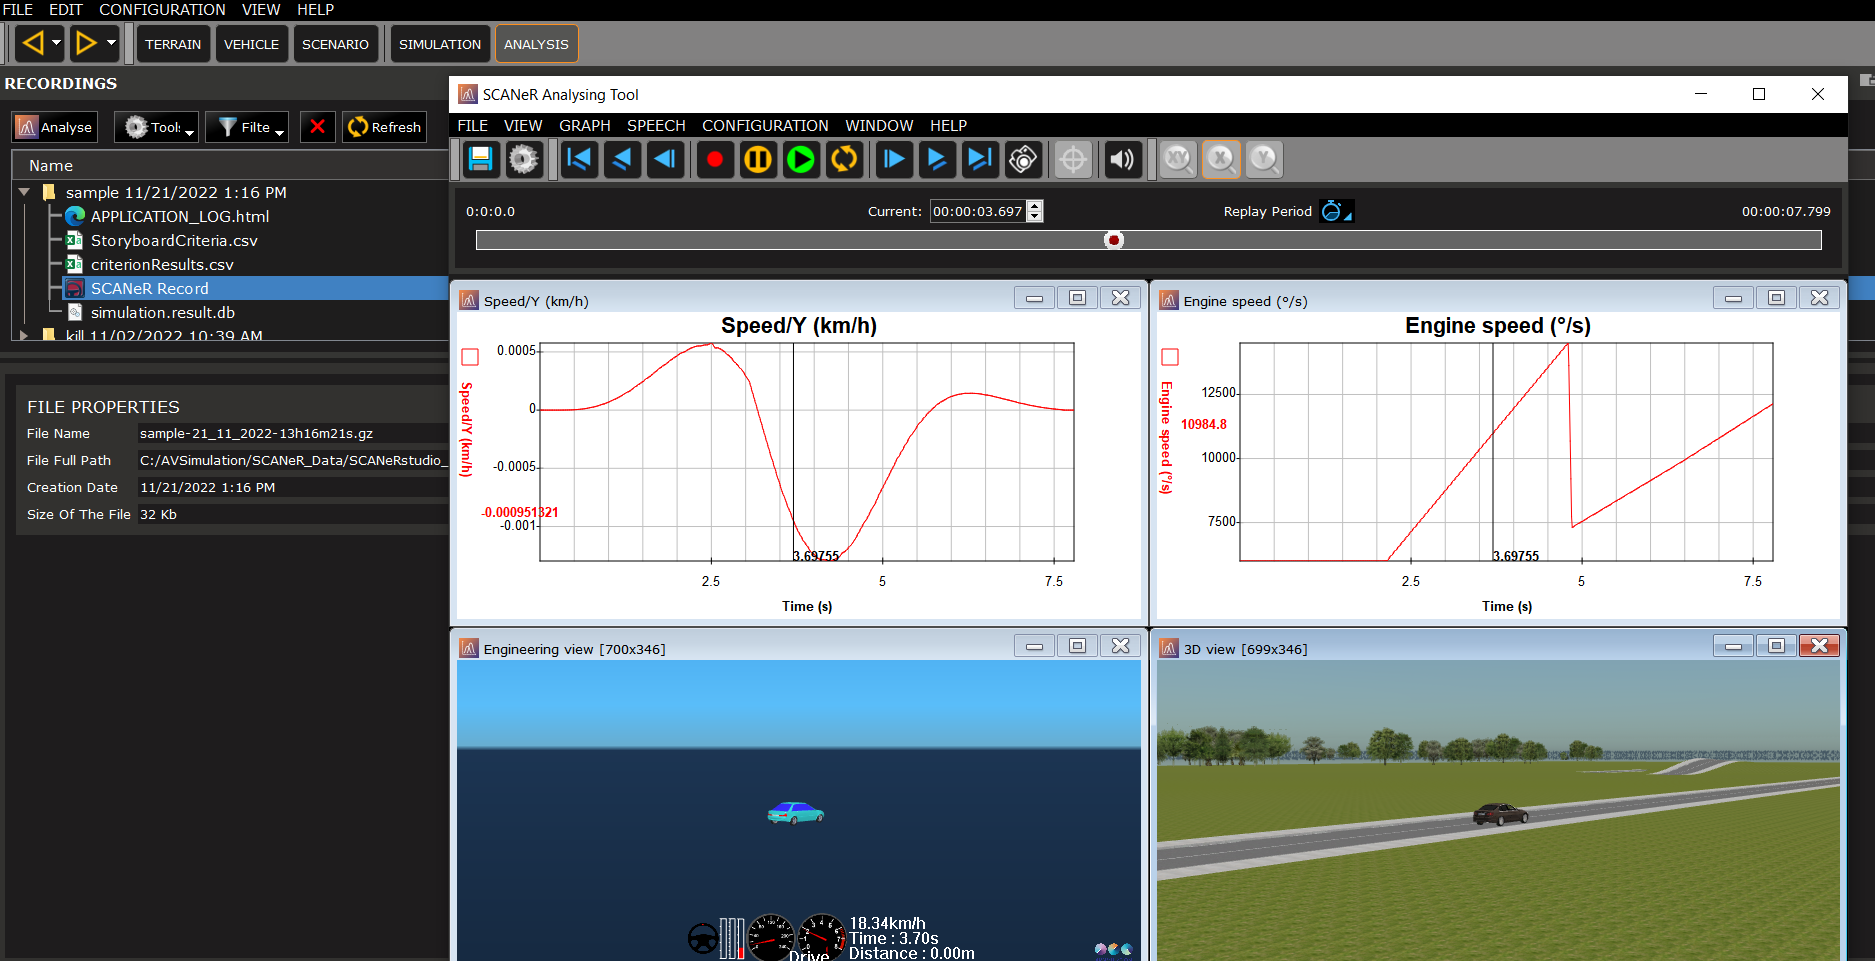 FILE EDIT CONFIGURATION VIEW HELP
TERRAIN VEHICLE SCENARIO SIMULATION ANALYSIS
RECORDINGS
Analyse Tools Filte Refresh
Name
sample 11/21/2022 1:16 PM
APPLICATION_LOG.html
StoryboardCriteria.csv
criterionResults.csv
SCANeR Record
simulation.result.db
kill 11/02/2022 10:39 AM
FILE PROPERTIES
File Name sample-21_11_2022-13h16m21s.gz
File Full Path C:/AVSimulation/SCANeR_Data/SCANeRstudio_
Creation Date 11/21/2022 1:16 PM
Size Of The File 32 Kb
SCANeR Analysing Tool
FILE VIEW GRAPH SPEECH CONFIGURATION WINDOW HELP
XY X Y
0:0:0.0 Current: 00:00:03.697 Replay Period 00:00:07.799
Speed/Y (km/h)
Speed/Y (km/h)
Speed/Y (km/h)
0.0005
0
-0.0005
-0.000951321
-0.001
3.69755
2.5 5 7.5
Time (s)
Engine speed (°/s)
Engine speed (°/s)
Engine speed (°/s)
12500
10984.8
10000
7500
3.69755
2.5 5 7.5
Time (s)
Engineering view [700x346]
18.34km/h
Time : 3.70s
Distance : 0.00m
Drive
3D view [699x346]